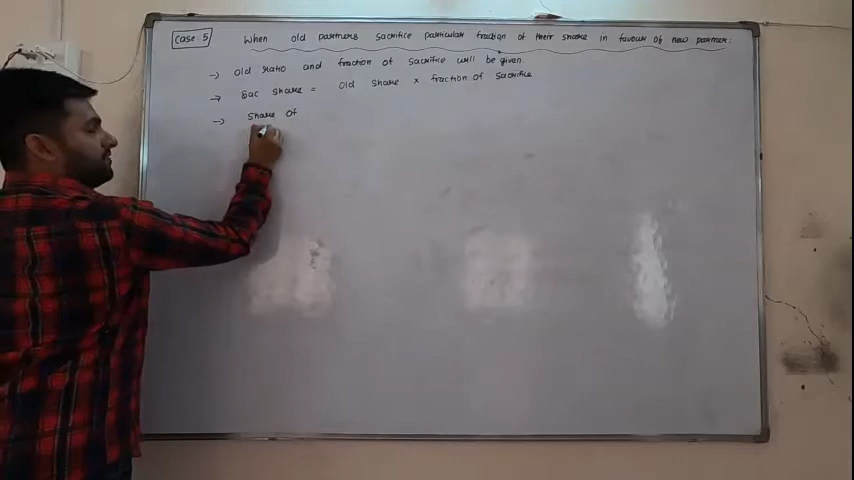 Case: 5 When old partners sacrifice particular fraction of their share in favour of new partner:
→ old ratio and fraction of sacrifice will be given.
→ Sac share = old share × fraction of sacrifice
→ share of